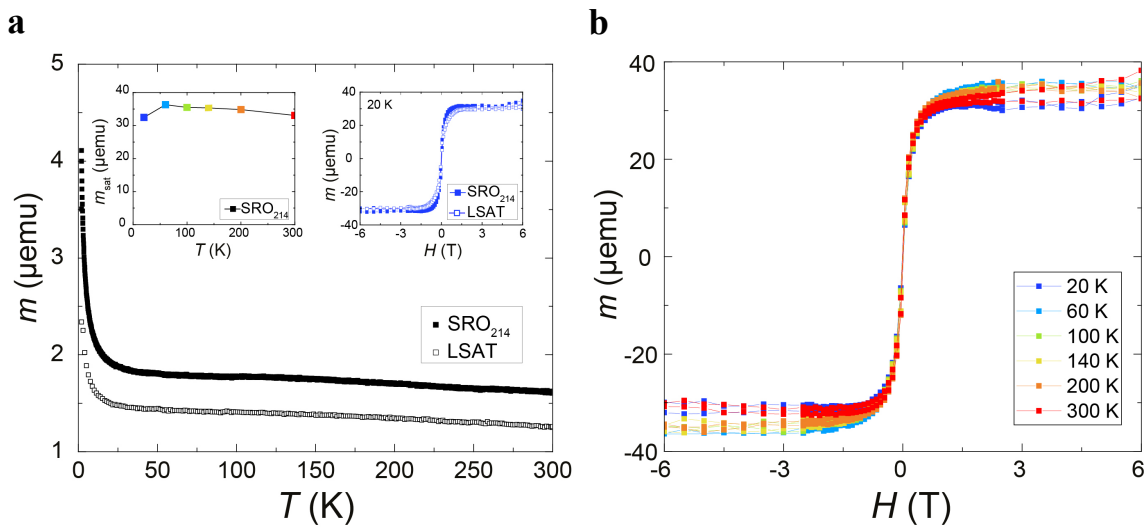 a
5
4
3
2
1
m (μemu)
0
50
100
150
200
250
300
T (K)
SRO214
LSAT
40
30
20
10
0
msat (μemu)
0
100
200
300
T (K)
SRO214
40
20
0
-20
-40
m (μemu)
20 K
SRO214
LSAT
-6
-3
0
3
6
H (T)
b
40
20
0
-20
-40
m (μemu)
-6
-3
0
3
6
H (T)
20 K
60 K
100 K
140 K
200 K
300 K